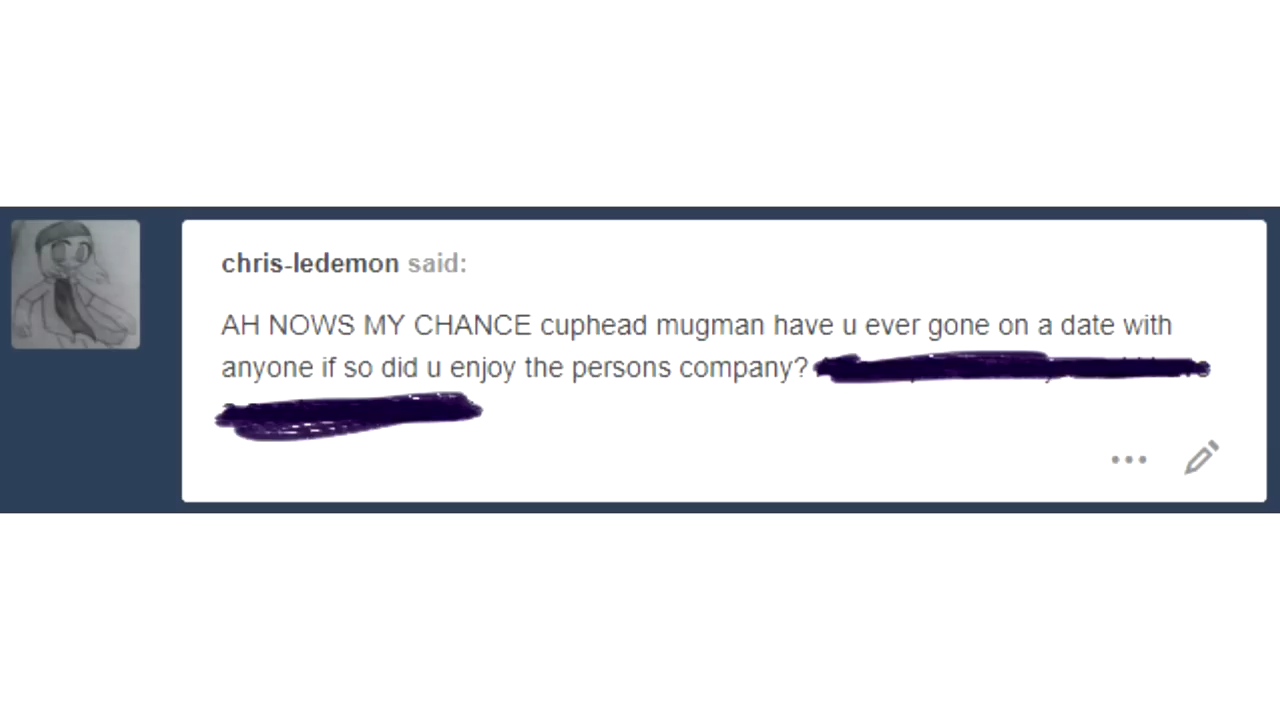 chris-ledemon said:
AH NOWS MY CHANCE cuphead mugman have u ever gone on a date with
anyone if so did u enjoy the persons company?